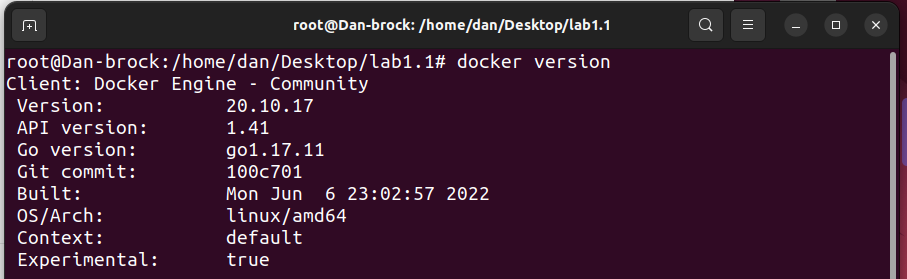 root@Dan-brock: /home/dan/Desktop/lab1.1
root@Dan-brock:/home/dan/Desktop/lab1.1# docker version
Client: Docker Engine - Community
 Version:           20.10.17
 API version:       1.41
 Go version:        go1.17.11
 Git commit:        100c701
 Built:             Mon Jun  6 23:02:57 2022
 OS/Arch:           linux/amd64
 Context:           default
 Experimental:      true